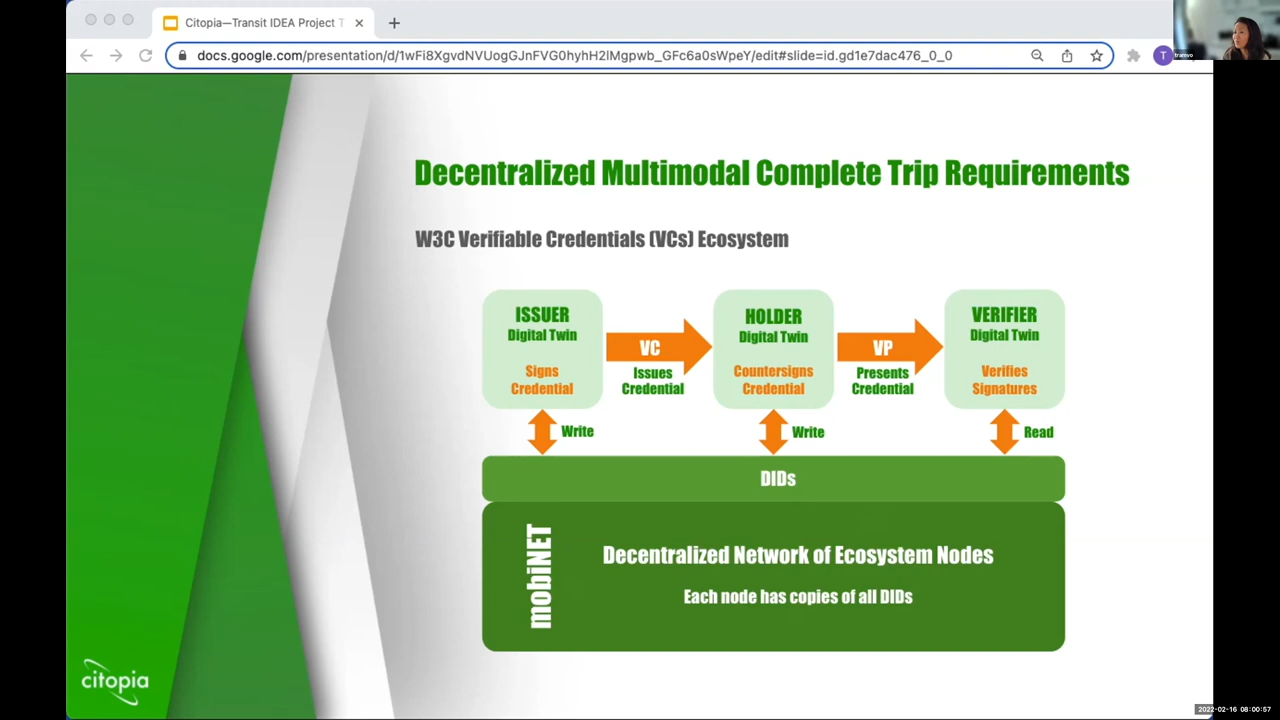 Citopia—Transit IDEA Project T
docs.google.com/presentation/d/1wFi8XgvdNVUogGJnFVG0hyhH2lMgpwb_GFc6a0sWpeY/edit#slide=id.gd1e7dac476_0_0
T
tramvo
Decentralized Multimodal Complete Trip Requirements
W3C Verifiable Credentials (VCs) Ecosystem
ISSUER
Digital Twin
Signs
Credential
VC
Issues
Credential
HOLDER
Digital Twin
Countersigns
Credential
VP
Presents
Credential
VERIFIER
Digital Twin
Verifies
Signatures
Write
Write
Read
DIDs
mobiNET
Decentralized Network of Ecosystem Nodes
Each node has copies of all DIDs
citopia
2022-02-16 08:00:57